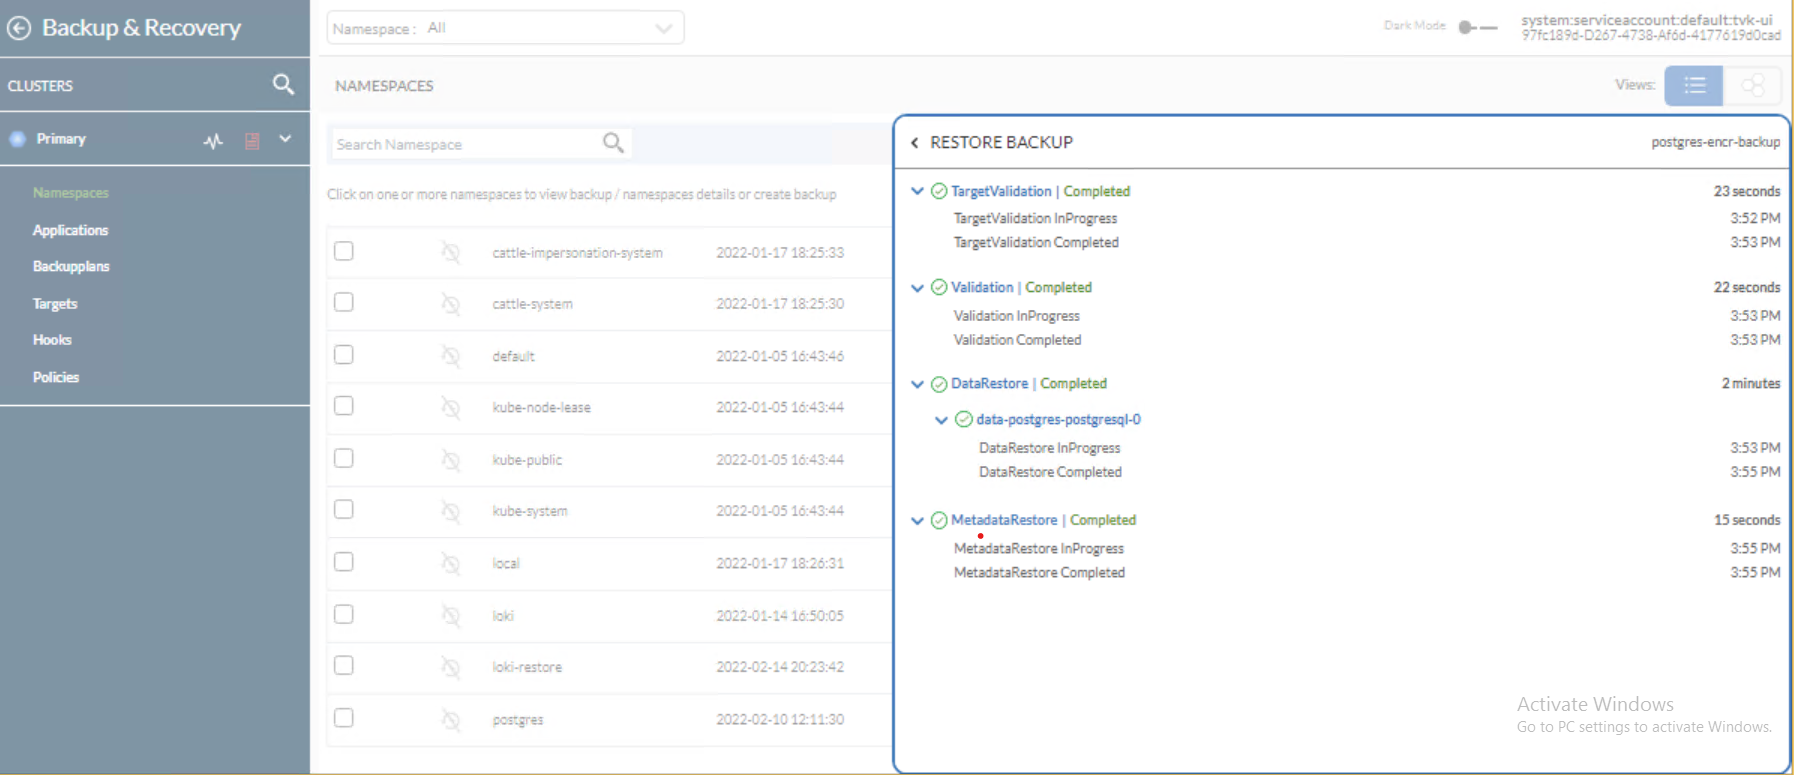 Backup & Recovery
CLUSTERS
Primary
Namespaces
Applications
Backupplans
Targets
Hooks
Policies
Namespace : All
Dark Mode
system:serviceaccount:default:tvk-ui
97fc189d-D267-4738-Af6d-4177619d0cad
NAMESPACES
Views:
Search Namespace
Click on one or more namespaces to view backup / namespaces details or create backup
cattle-impersonation-system 2022-01-17 18:25:33
cattle-system 2022-01-17 18:25:30
default 2022-01-05 16:43:46
kube-node-lease 2022-01-05 16:43:44
kube-public 2022-01-05 16:43:44
kube-system 2022-01-05 16:43:44
local 2022-01-17 18:26:31
loki 2022-01-14 16:50:05
loki-restore 2022-02-14 20:23:42
postgres 2022-02-10 12:11:30
RESTORE BACKUP postgres-encr-backup
TargetValidation | Completed 23 seconds
TargetValidation InProgress 3:52 PM
TargetValidation Completed 3:53 PM
Validation | Completed 22 seconds
Validation InProgress 3:53 PM
Validation Completed 3:53 PM
DataRestore | Completed 2 minutes
data-postgres-postgresql-0
DataRestore InProgress 3:53 PM
DataRestore Completed 3:55 PM
MetadataRestore | Completed 15 seconds
MetadataRestore InProgress 3:55 PM
MetadataRestore Completed 3:55 PM
Activate Windows
Go to PC settings to activate Windows.